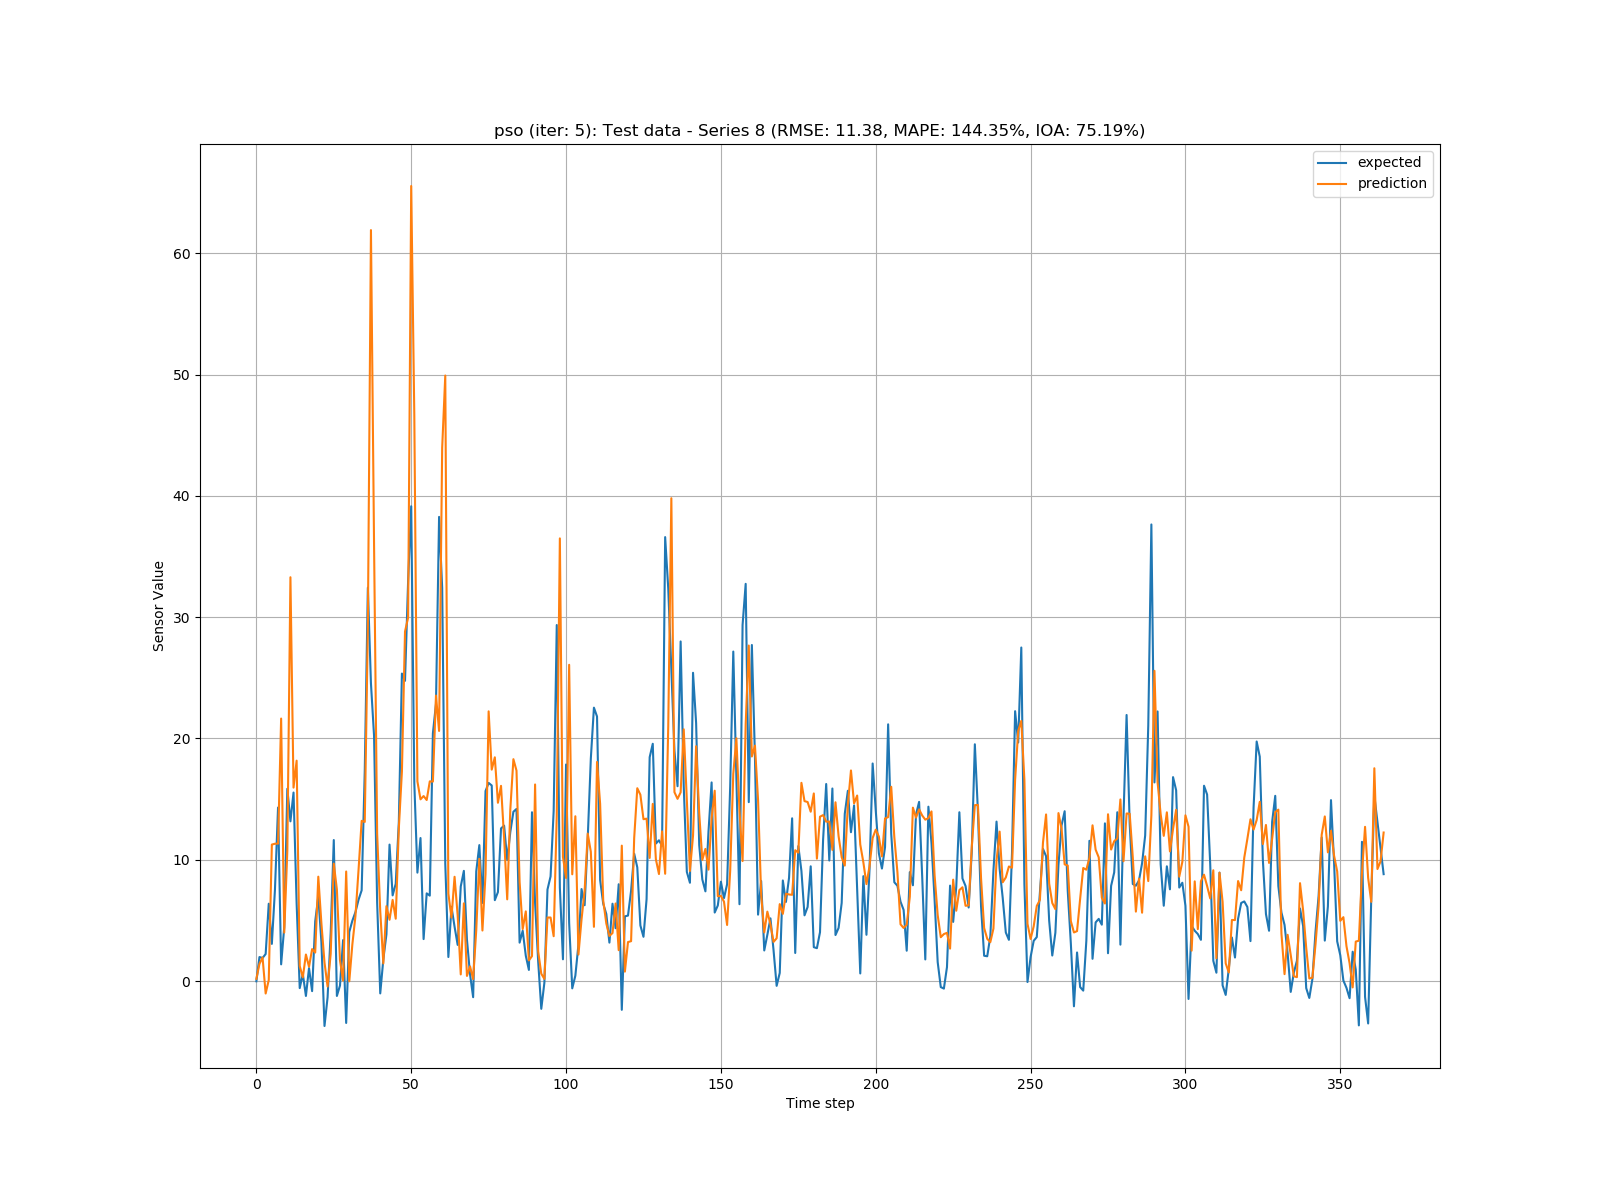 pso (iter: 5): Test data - Series 8 (RMSE: 11.38, MAPE: 144.35%, IOA: 75.19%)
expected
prediction
60
50
40
30
20
10
0
Sensor Value
0 50 100 150 200 250 300 350
Time step